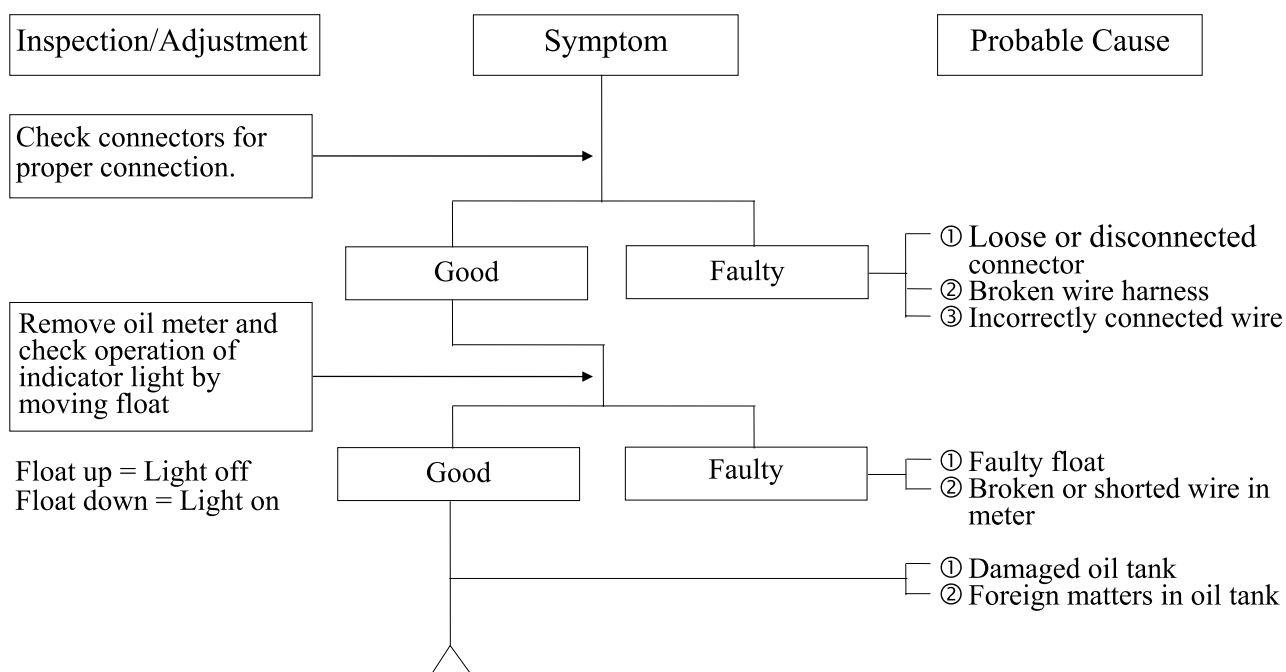 Inspection/Adjustment
Symptom
Probable Cause
Check connectors for
proper connection.
Good
Faulty
① Loose or disconnected
connector
② Broken wire harness
③ Incorrectly connected wire
Remove oil meter and
check operation of
indicator light by
moving float
Float up = Light off
Float down = Light on
Good
Faulty
① Faulty float
② Broken or shorted wire in
meter
① Damaged oil tank
② Foreign matters in oil tank